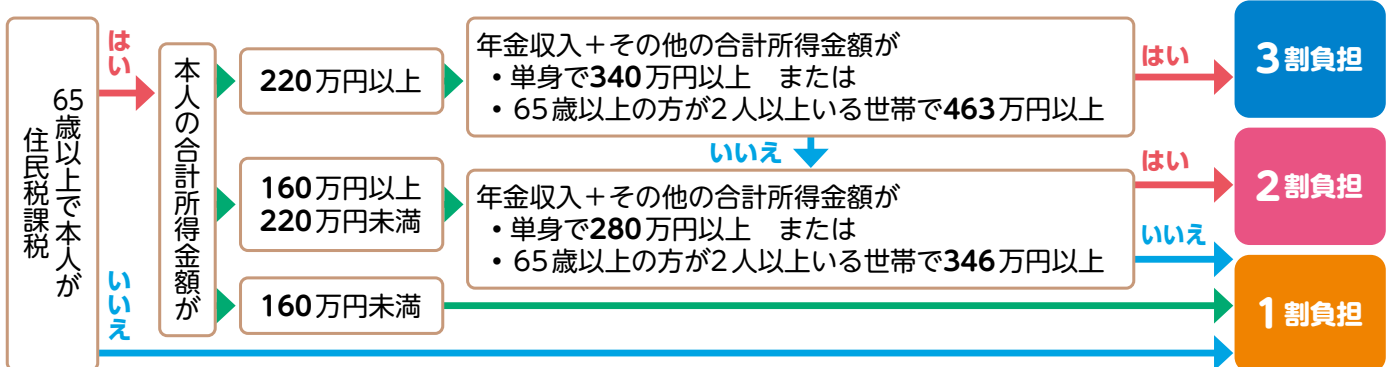 65歳以上で本人が
住民税課税
はい
いいえ
本人の合計所得金額が
220万円以上
年金収入＋その他の合計所得金額が
・単身で340万円以上　または
・65歳以上の方が2人以上いる世帯で463万円以上
はい
3割負担
いいえ
160万円以上
220万円未満
年金収入＋その他の合計所得金額が
・単身で280万円以上　または
・65歳以上の方が2人以上いる世帯で346万円以上
はい
2割負担
いいえ
160万円未満
1割負担